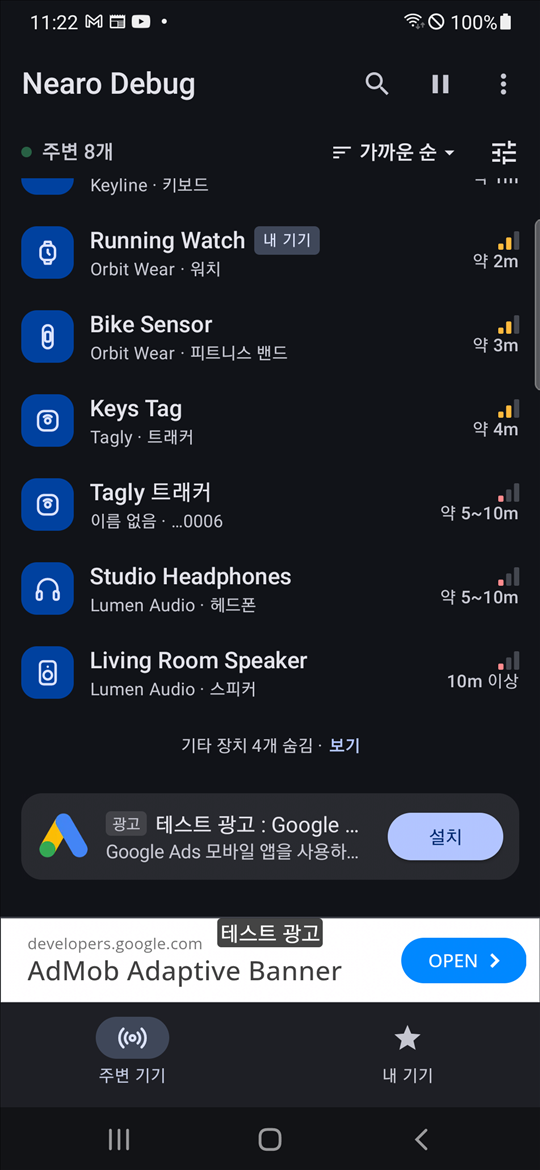 11:22 100%
Nearo Debug
주변 8개 가까운 순
Keyline · 키보드
Running Watch 내 기기
Orbit Wear · 워치 약 2m
Bike Sensor
Orbit Wear · 피트니스 밴드 약 3m
Keys Tag
Tagly · 트래커 약 4m
Tagly 트래커
이름 없음 · …0006 약 5~10m
Studio Headphones
Lumen Audio · 헤드폰 약 5~10m
Living Room Speaker
Lumen Audio · 스피커 10m 이상
기타 장치 4개 숨김 · 보기
광고 테스트 광고 : Google ...
Google Ads 모바일 앱을 사용하...
설치
테스트 광고
developers.google.com
AdMob Adaptive Banner
OPEN
주변 기기 내 기기